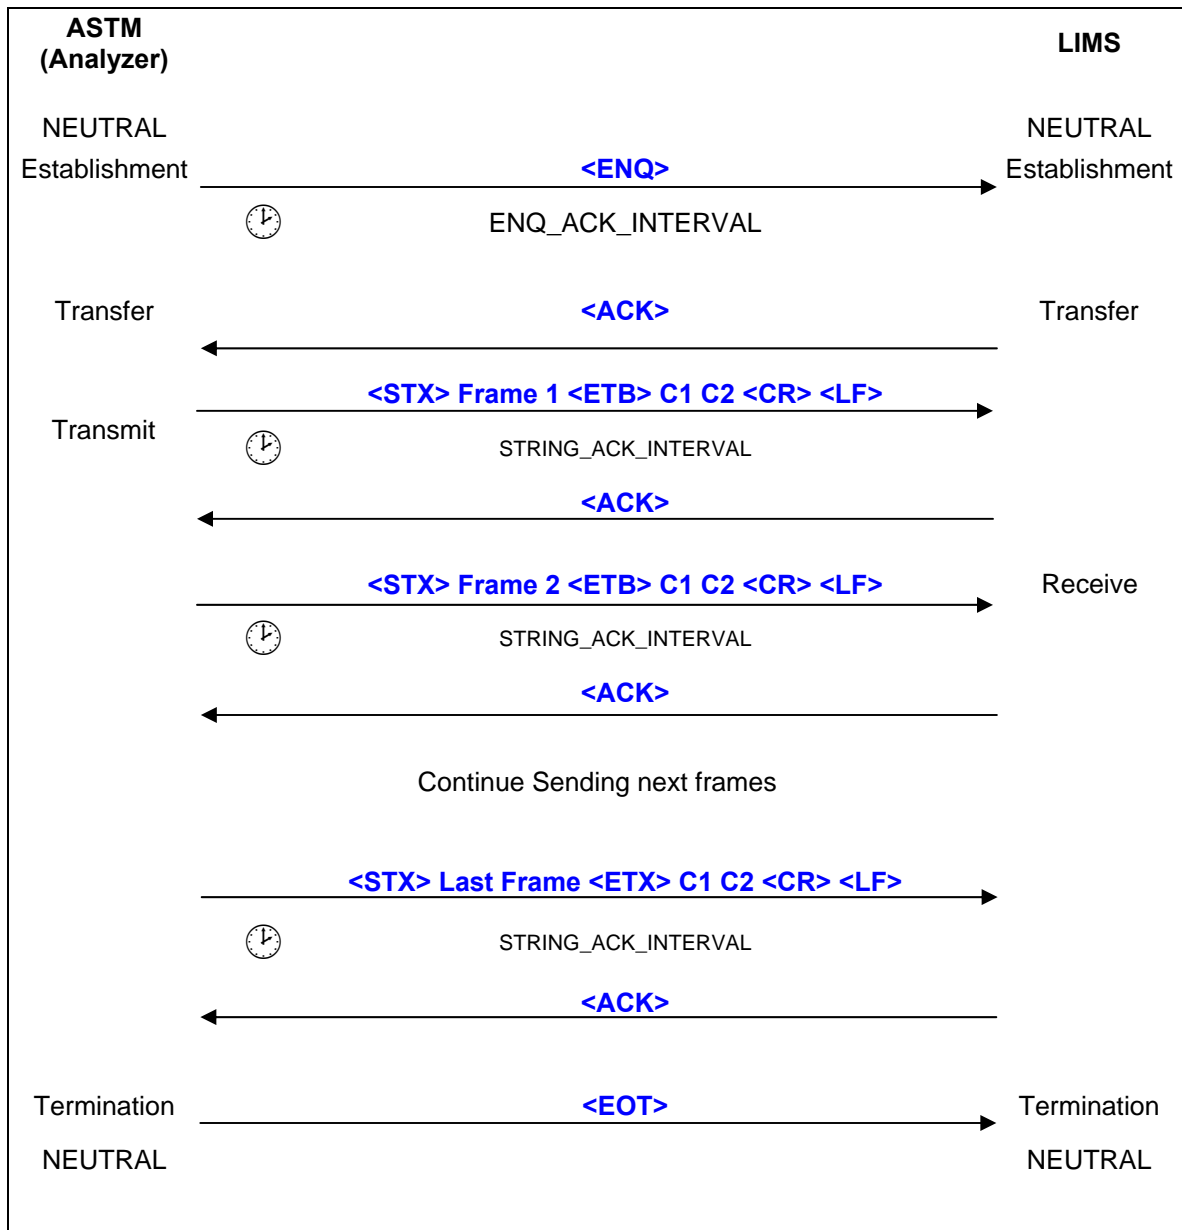 ASTM
(Analyzer)
LIMS
NEUTRAL
NEUTRAL
Establishment
<ENQ>
Establishment
ENQ_ACK_INTERVAL
Transfer
<ACK>
Transfer
<STX> Frame 1 <ETB> C1 C2 <CR> <LF>
Transmit
STRING_ACK_INTERVAL
<ACK>
<STX> Frame 2 <ETB> C1 C2 <CR> <LF>
Receive
STRING_ACK_INTERVAL
<ACK>
Continue Sending next frames
<STX> Last Frame <ETX> C1 C2 <CR> <LF>
STRING_ACK_INTERVAL
<ACK>
Termination
<EOT>
Termination
NEUTRAL
NEUTRAL